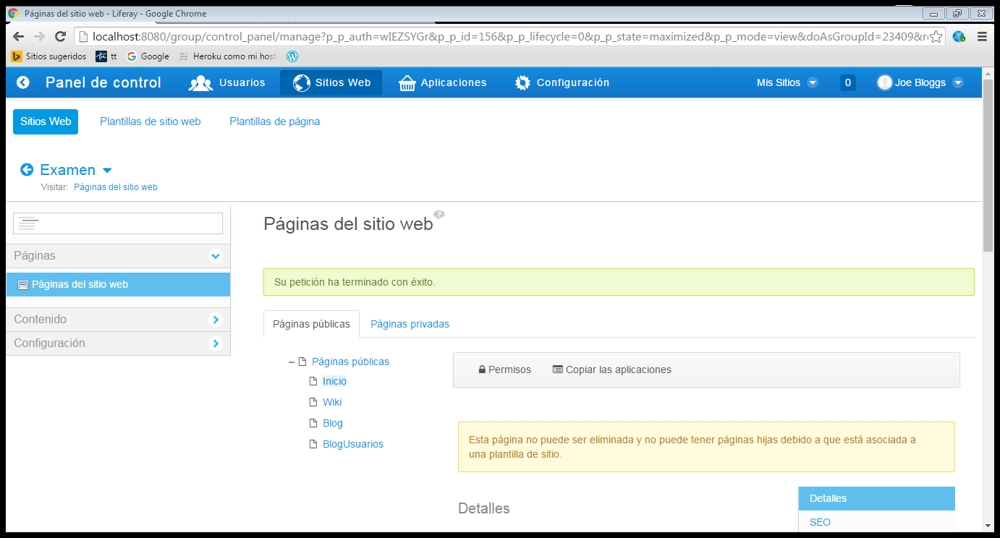 Páginas del sitio web - Liferay - Google Chrome
localhost:8080/group/control_panel/manage?p_p_auth=wIEZSYGr&p_p_id=156&p_p_lifecycle=0&p_p_state=maximized&p_p_mode=view&doAsGroupId=23409&r
Sitios sugeridos tt Google Heroku como mi host
Panel de control Usuarios Sitios Web Aplicaciones Configuración Mis Sitios 0 Joe Bloggs
Sitios Web Plantillas de sitio web Plantillas de página
Examen
Visitar: Páginas del sitio web
Páginas del sitio web ?
Páginas
Páginas del sitio web
Contenido
Configuración
Su petición ha terminado con éxito.
Páginas públicas Páginas privadas
Páginas públicas
Inicio
Wiki
Blog
BlogUsuarios
Permisos Copiar las aplicaciones
Esta página no puede ser eliminada y no puede tener páginas hijas debido a que está asociada a
una plantilla de sitio.
Detalles
Detalles
SEO